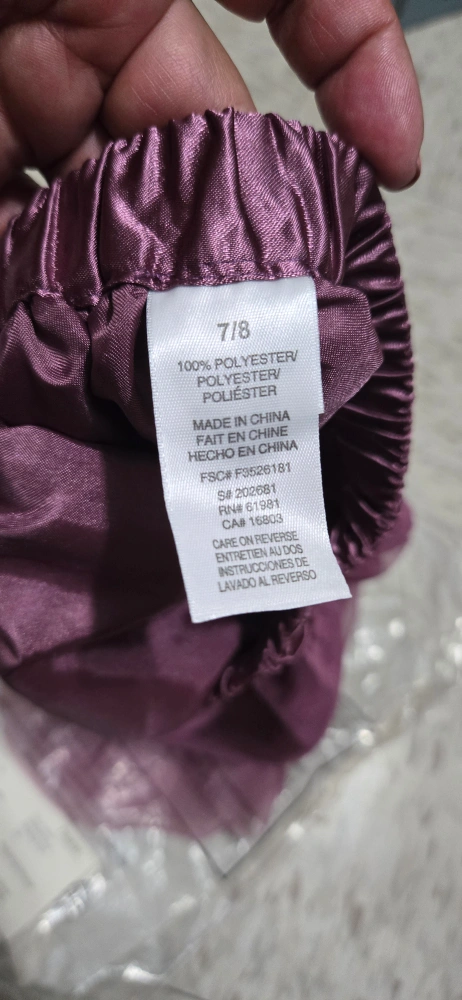 7/8
100% POLYESTER/
POLYESTER/
POLIÉSTER
MADE IN CHINA
FAIT EN CHINE
HECHO EN CHINA
FSC# F3526181
S# 202681
RN# 61981
CA# 16803
CARE ON REVERSE
ENTRETIEN AU DOS
INSTRUCCIONES DE
LAVADO AL REVERSO